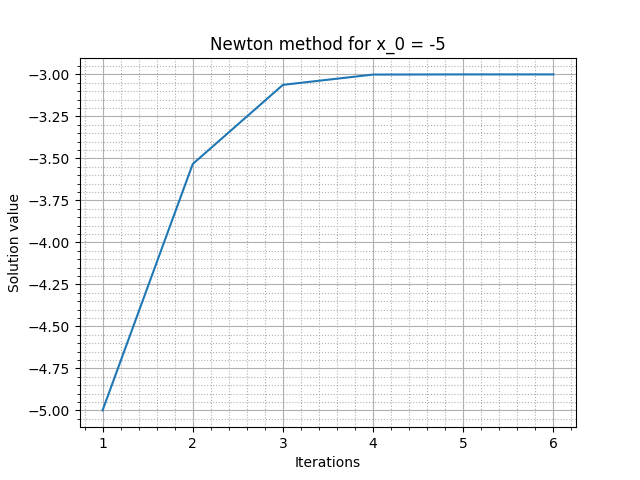 Newton method for x_0 = -5
−3.00
−3.25
−3.50
−3.75
−4.00
−4.25
−4.50
−4.75
−5.00
Solution value
1 2 3 4 5 6
Iterations